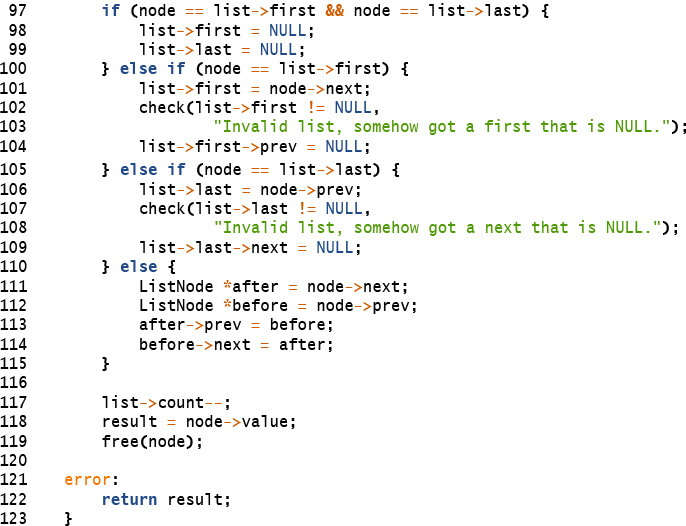 97 if (node == list->first && node == list->last) {
98 list->first = NULL;
99 list->last = NULL;
100 } else if (node == list->first) {
101 list->first = node->next;
102 check(list->first != NULL,
103 "Invalid list, somehow got a first that is NULL.");
104 list->first->prev = NULL;
105 } else if (node == list->last) {
106 list->last = node->prev;
107 check(list->last != NULL,
108 "Invalid list, somehow got a next that is NULL.");
109 list->last->next = NULL;
110 } else {
111 ListNode *after = node->next;
112 ListNode *before = node->prev;
113 after->prev = before;
114 before->next = after;
115 }
116
117 list->count--;
118 result = node->value;
119 free(node);
120
121 error:
122 return result;
123 }